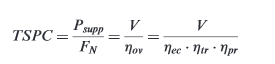 TSPC = P_supp / F_N = V / η_ov = V / (η_ec · η_tr · η_pr)